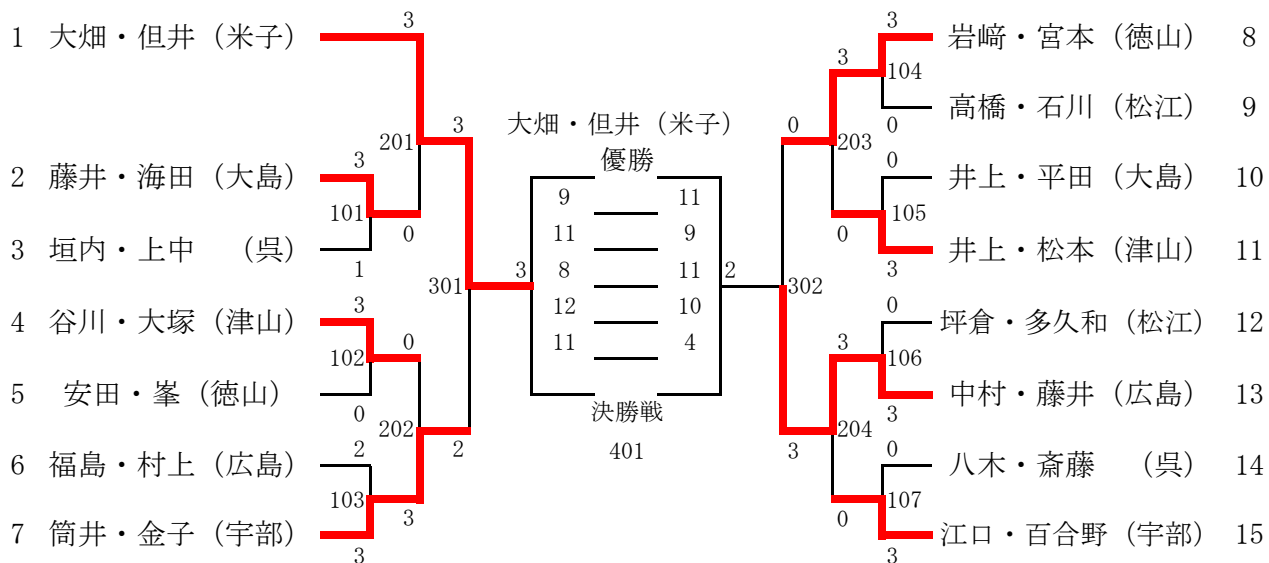 3
1 大畑・但井 (米子)
201
3
3
2 藤井・海田 (大島)
101
0
3 垣内・上中 (呉)
1
301
3
4 谷川・大塚 (津山)
0
102
5 安田・峯 (徳山)
0
202
2
2
6 福島・村上 (広島)
103
3
7 筒井・金子 (宇部)
3
大畑・但井 (米子)
優勝
9 11
11 9
3 8 11 2
12 10
11 4
決勝戦
401
3
岩﨑・宮本 (徳山) 8
3
104
高橋・石川 (松江) 9
0
0
203
0
井上・平田 (大島) 10
105
0
井上・松本 (津山) 11
3
302
0
坪倉・多久和 (松江) 12
3
106
中村・藤井 (広島) 13
3
204
3
0
八木・斎藤 (呉) 14
107
0
江口・百合野 (宇部) 15
3